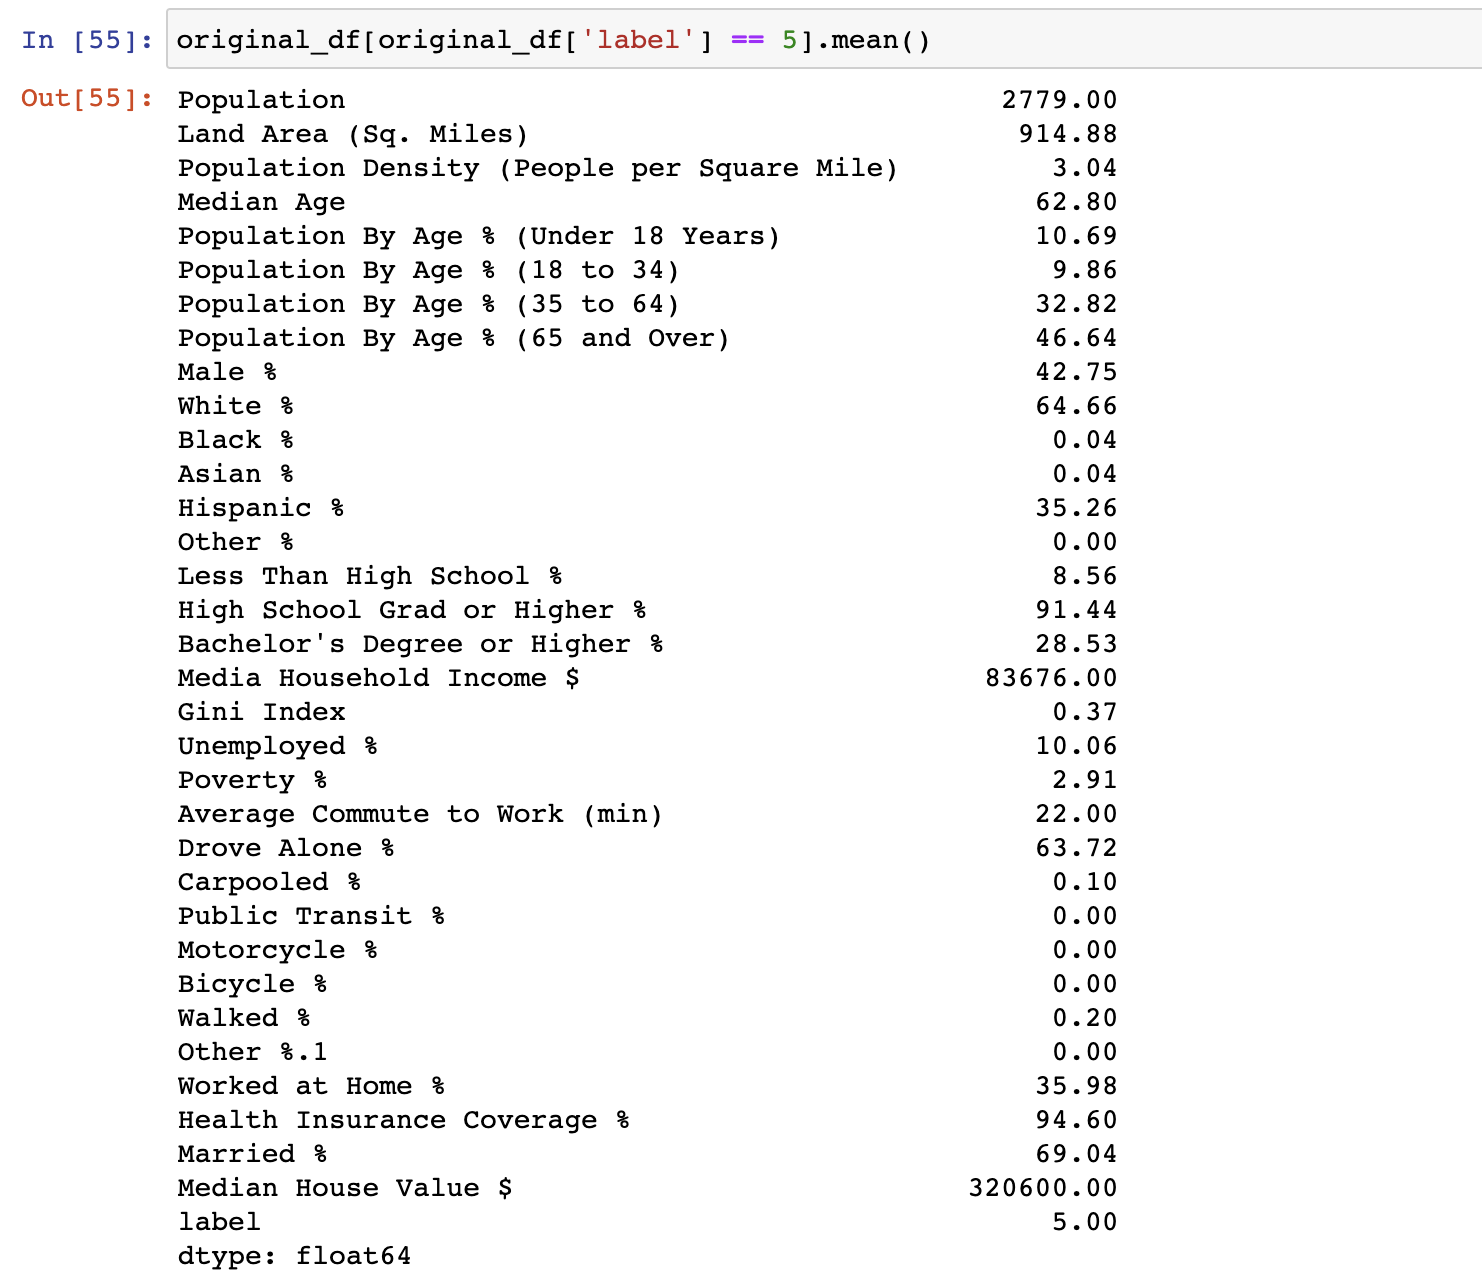 In [55]: original_df[original_df['label'] == 5].mean()
Out[55]: Population 2779.00
Land Area (Sq. Miles) 914.88
Population Density (People per Square Mile) 3.04
Median Age 62.80
Population By Age % (Under 18 Years) 10.69
Population By Age % (18 to 34) 9.86
Population By Age % (35 to 64) 32.82
Population By Age % (65 and Over) 46.64
Male % 42.75
White % 64.66
Black % 0.04
Asian % 0.04
Hispanic % 35.26
Other % 0.00
Less Than High School % 8.56
High School Grad or Higher % 91.44
Bachelor's Degree or Higher % 28.53
Media Household Income $ 83676.00
Gini Index 0.37
Unemployed % 10.06
Poverty % 2.91
Average Commute to Work (min) 22.00
Drove Alone % 63.72
Carpooled % 0.10
Public Transit % 0.00
Motorcycle % 0.00
Bicycle % 0.00
Walked % 0.20
Other %.1 0.00
Worked at Home % 35.98
Health Insurance Coverage % 94.60
Married % 69.04
Median House Value $ 320600.00
label 5.00
dtype: float64